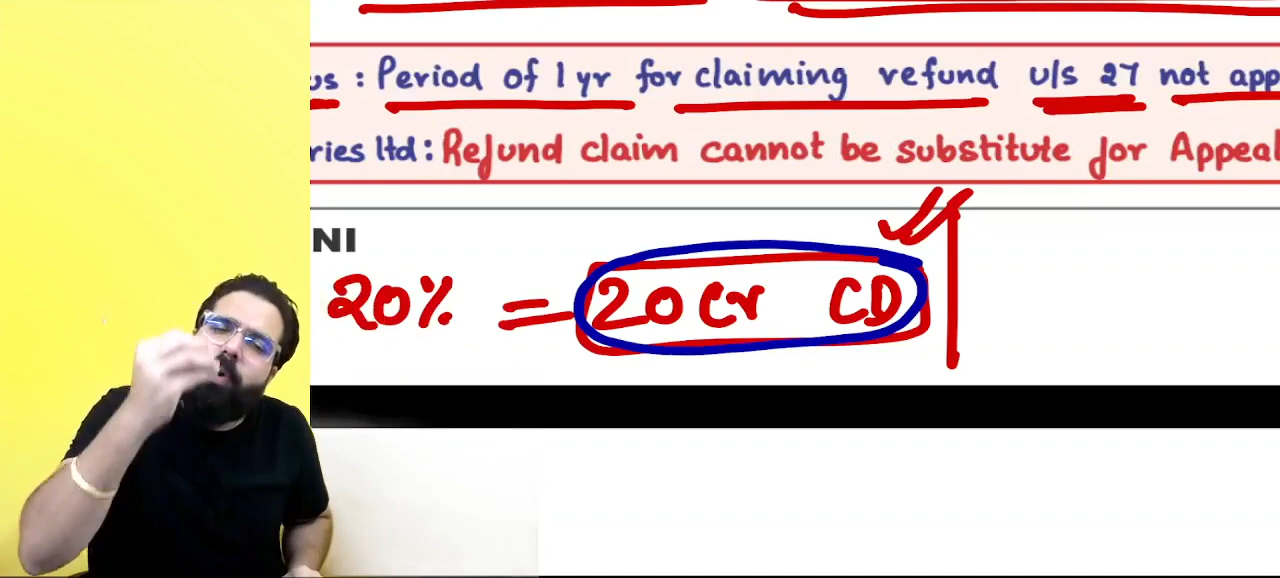 us : Period of 1 yr for claiming refund u/s 27 not app
ries ltd : Refund claim cannot be substitute for Appeal
NI
20% = 20 Cr CD